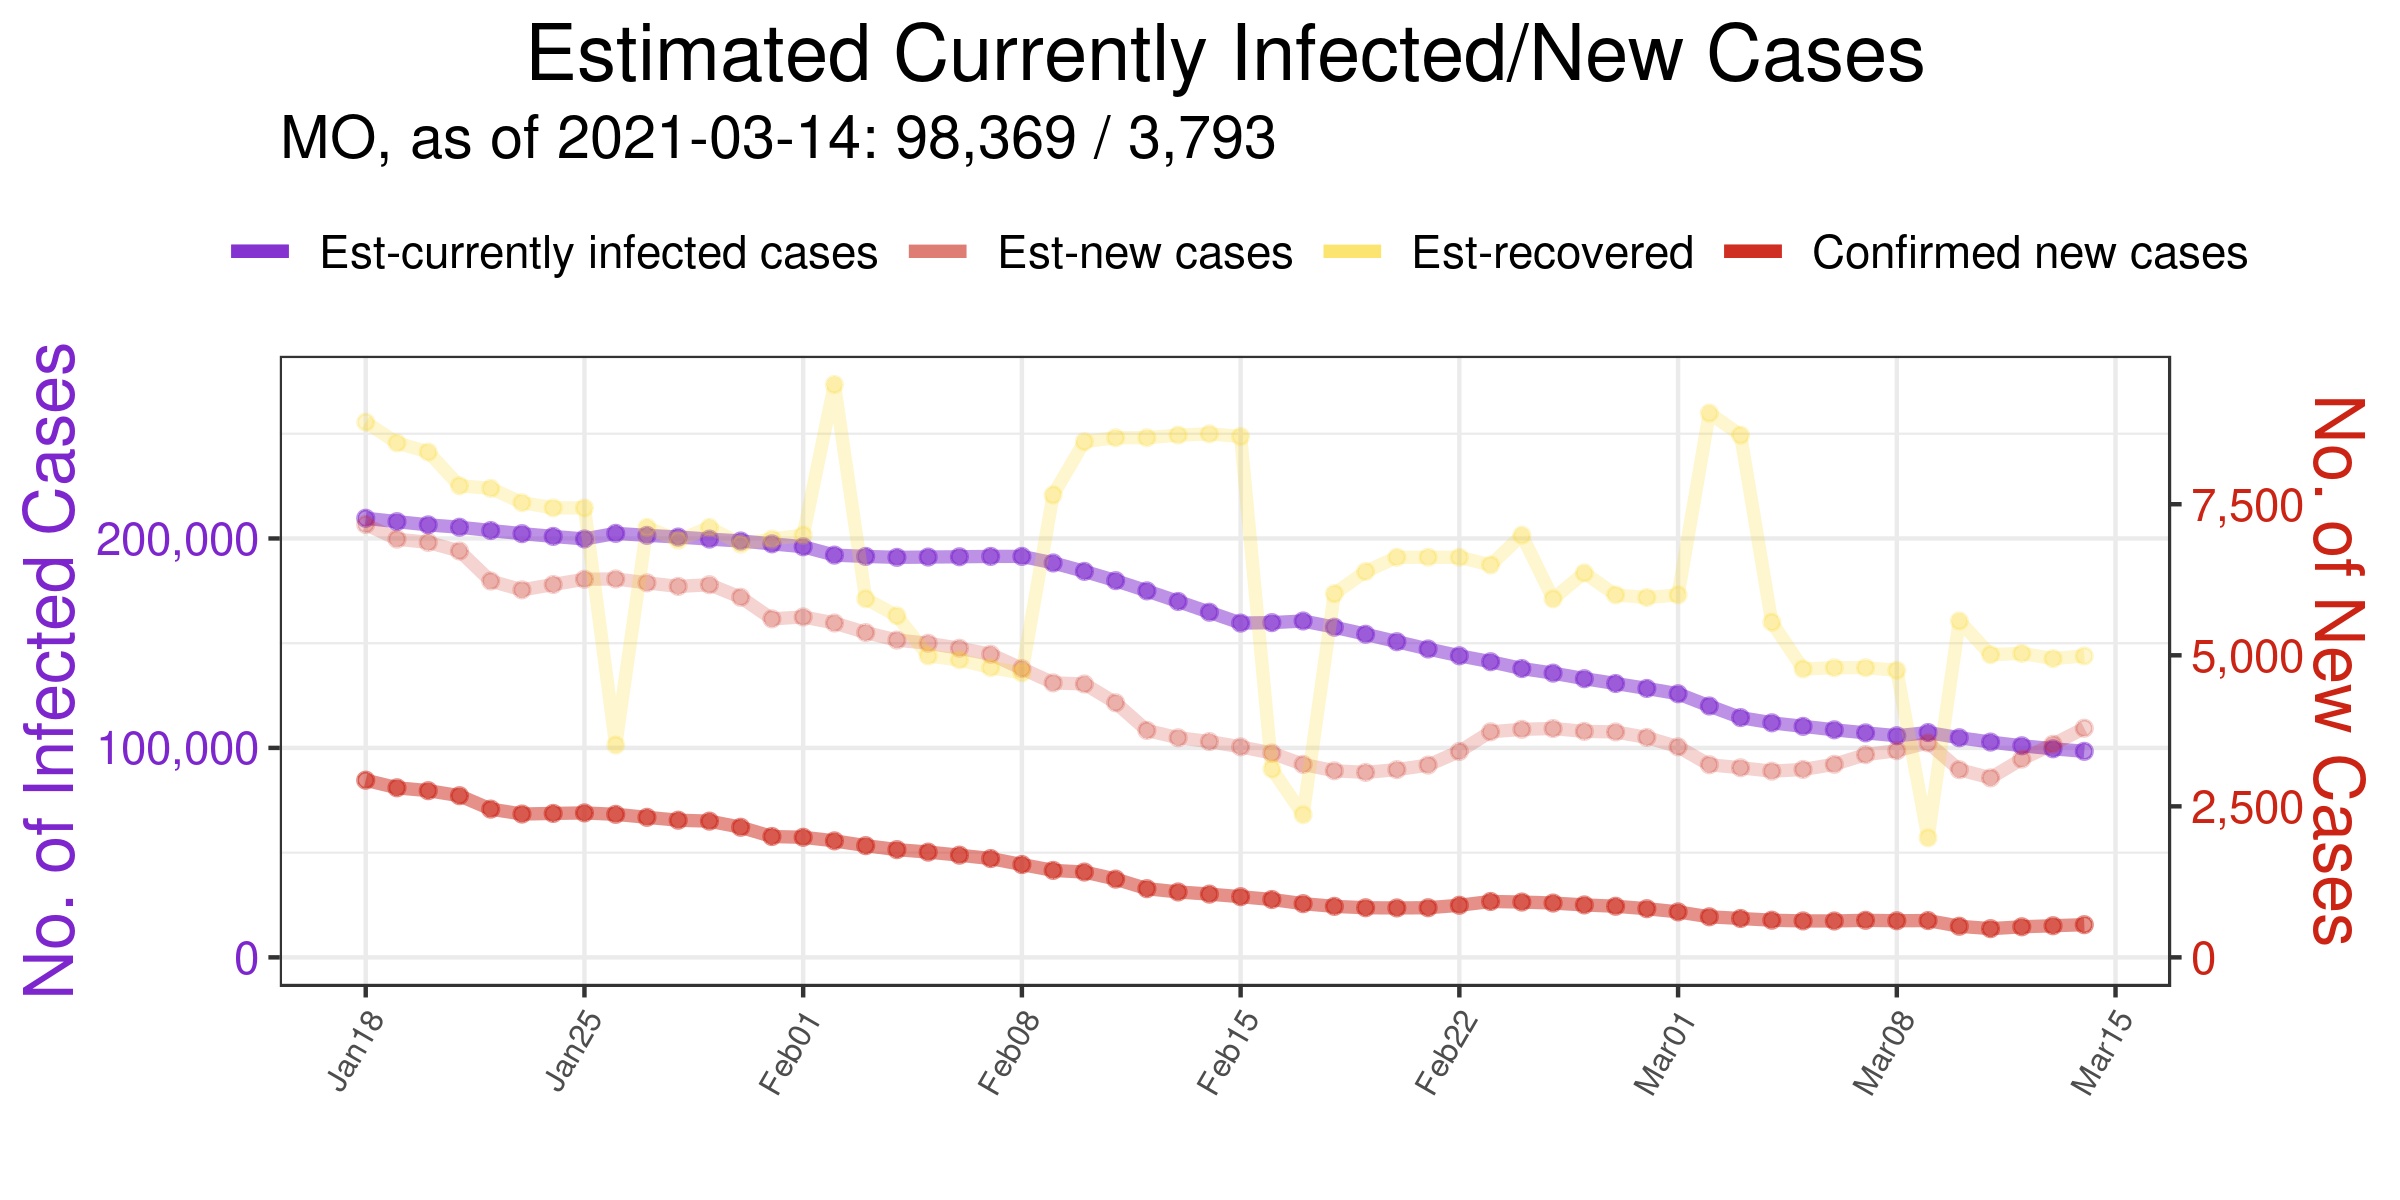 Estimated Currently Infected/New Cases
MO, as of 2021-03-14: 98,369 / 3,793
Est-currently infected cases Est-new cases Est-recovered Confirmed new cases
No. of Infected Cases
200,000
100,000
0
7,500
5,000
2,500
0
No. of New Cases
Jan18 Jan25 Feb01 Feb08 Feb15 Feb22 Mar01 Mar08 Mar15